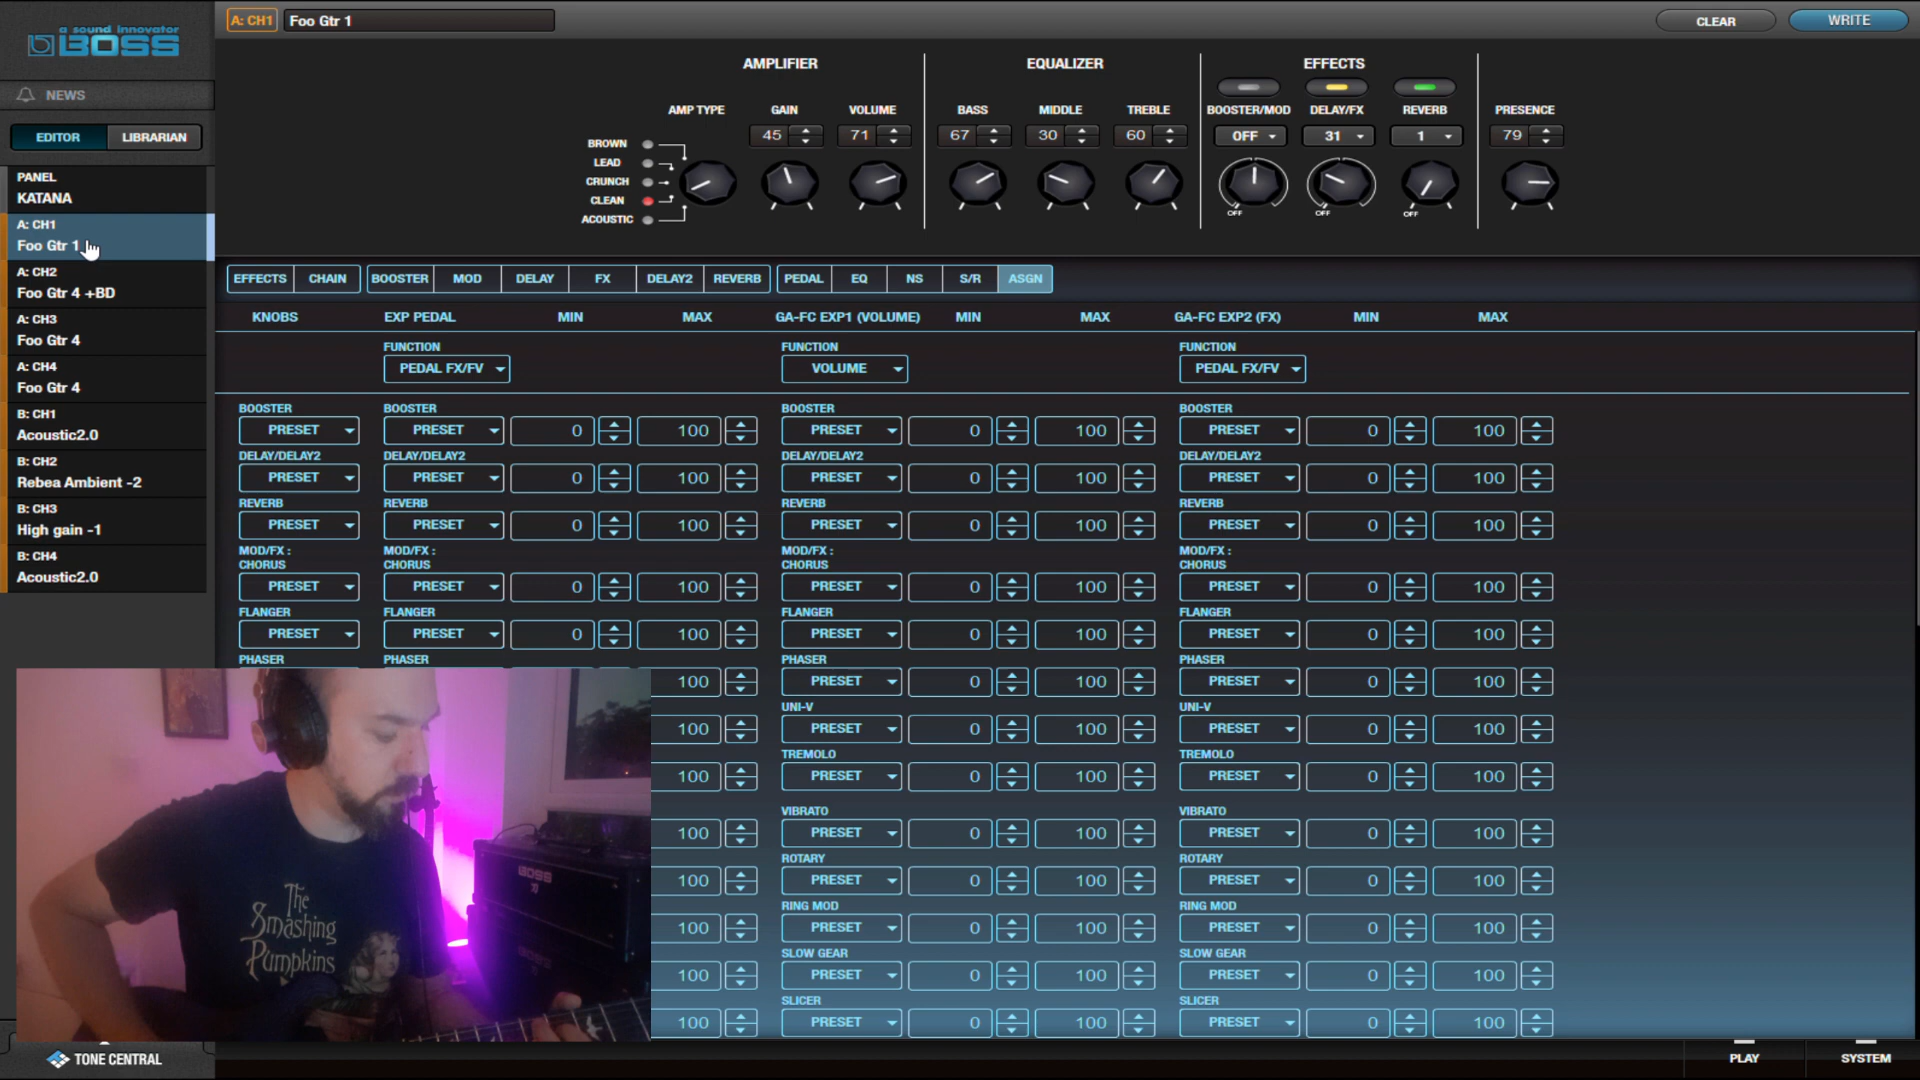 a sound innovator
BOSS
NEWS
EDITOR LIBRARIAN
PANEL
KATANA
A: CH1
Foo Gtr 1
A: CH2
Foo Gtr 4 +BD
A: CH3
Foo Gtr 4
A: CH4
Foo Gtr 4
B: CH1
Acoustic2.0
B: CH2
Rebea Ambient -2
B: CH3
High gain -1
B: CH4
Acoustic2.0
TONE CENTRAL
A: CH1 Foo Gtr 1 CLEAR WRITE
AMPLIFIER EQUALIZER EFFECTS
AMP TYPE GAIN VOLUME BASS MIDDLE TREBLE BOOSTER/MOD DELAY/FX REVERB PRESENCE
45 71 67 30 60 OFF 31 1 79
BROWN
LEAD
CRUNCH
CLEAN
ACOUSTIC
OFF OFF OFF
EFFECTS CHAIN BOOSTER MOD DELAY FX DELAY2 REVERB PEDAL EQ NS S/R ASGN
KNOBS EXP PEDAL MIN MAX GA-FC EXP1 (VOLUME) MIN MAX GA-FC EXP2 (FX) MIN MAX
FUNCTION FUNCTION FUNCTION
PEDAL FX/FV VOLUME PEDAL FX/FV
BOOSTER BOOSTER BOOSTER BOOSTER
PRESET PRESET 0 100 PRESET 0 100 PRESET 0 100
DELAY/DELAY2 DELAY/DELAY2 DELAY/DELAY2 DELAY/DELAY2
PRESET PRESET 0 100 PRESET 0 100 PRESET 0 100
REVERB REVERB REVERB REVERB
PRESET PRESET 0 100 PRESET 0 100 PRESET 0 100
MOD/FX : MOD/FX : MOD/FX : MOD/FX :
CHORUS CHORUS CHORUS CHORUS
PRESET PRESET 0 100 PRESET 0 100 PRESET 0 100
FLANGER FLANGER FLANGER FLANGER
PRESET PRESET 0 100 PRESET 0 100 PRESET 0 100
PHASER PHASER PHASER PHASER
100 PRESET 0 100 PRESET 0 100
UNI-V UNI-V
100 PRESET 0 100 PRESET 0 100
TREMOLO TREMOLO
100 PRESET 0 100 PRESET 0 100
VIBRATO VIBRATO
100 PRESET 0 100 PRESET 0 100
ROTARY ROTARY
100 PRESET 0 100 PRESET 0 100
RING MOD RING MOD
100 PRESET 0 100 PRESET 0 100
SLOW GEAR SLOW GEAR
100 PRESET 0 100 PRESET 0 100
SLICER SLICER
100 PRESET 0 100 PRESET 0 100
The
Smashing
Pumpkins
BOSS
PLAY SYSTEM